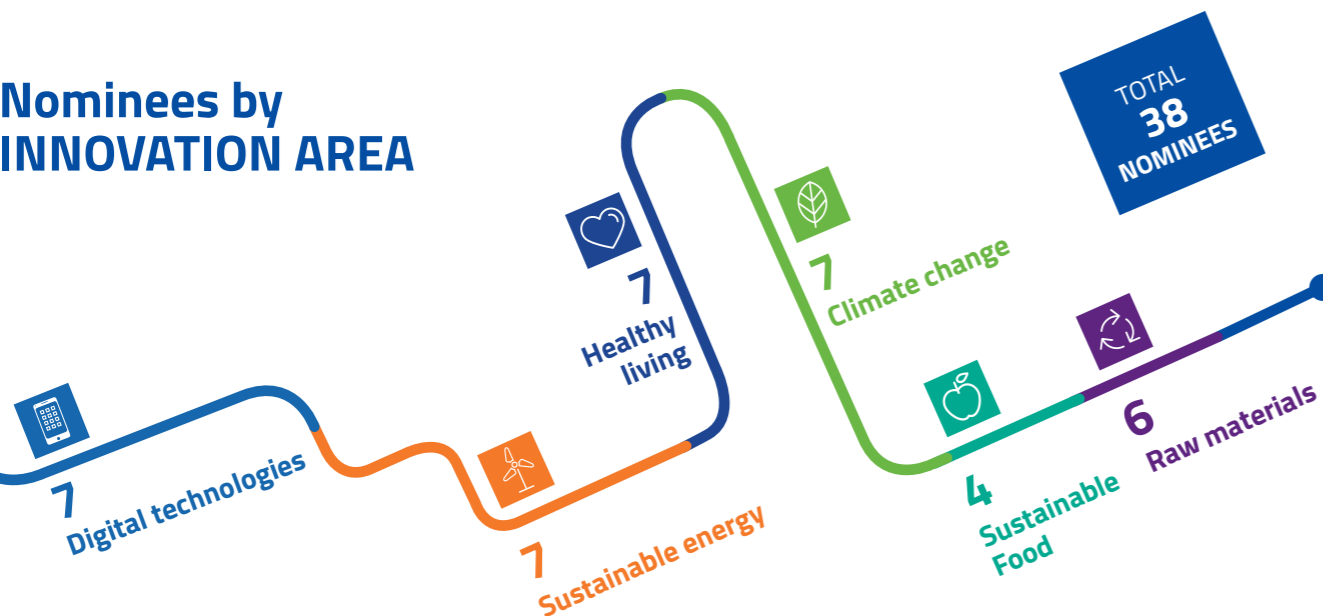 Nominees by
INNOVATION AREA
TOTAL
38
NOMINEES
7
Digital technologies
7
Sustainable energy
7
Healthy
living
7
Climate change
4
Sustainable
Food
6
Raw materials